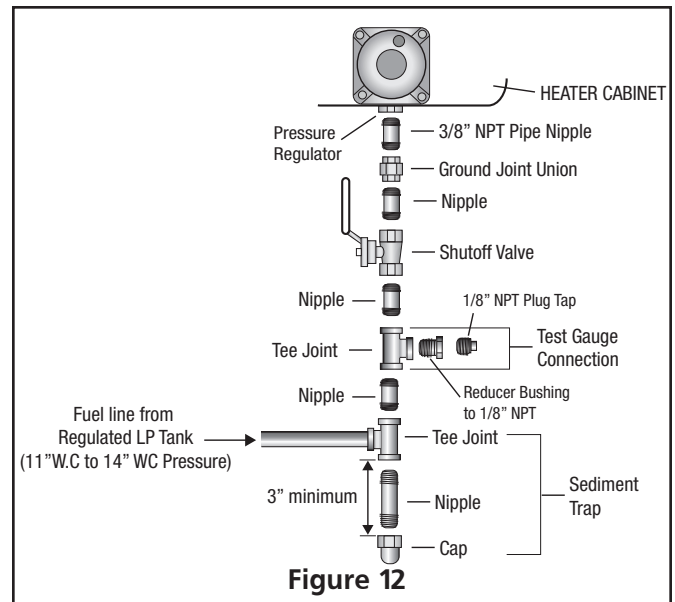 HEATER CABINET
Pressure
Regulator
3/8” NPT Pipe Nipple
Ground Joint Union
Nipple
Shutoff Valve
Nipple
1/8” NPT Plug Tap
Tee Joint
Test Gauge
Connection
Nipple
Reducer Bushing
to 1/8” NPT
Fuel line from
Regulated LP Tank
(11”W.C to 14” WC Pressure)
Tee Joint
3” minimum
Nipple
Sediment
Trap
Cap
Figure 12